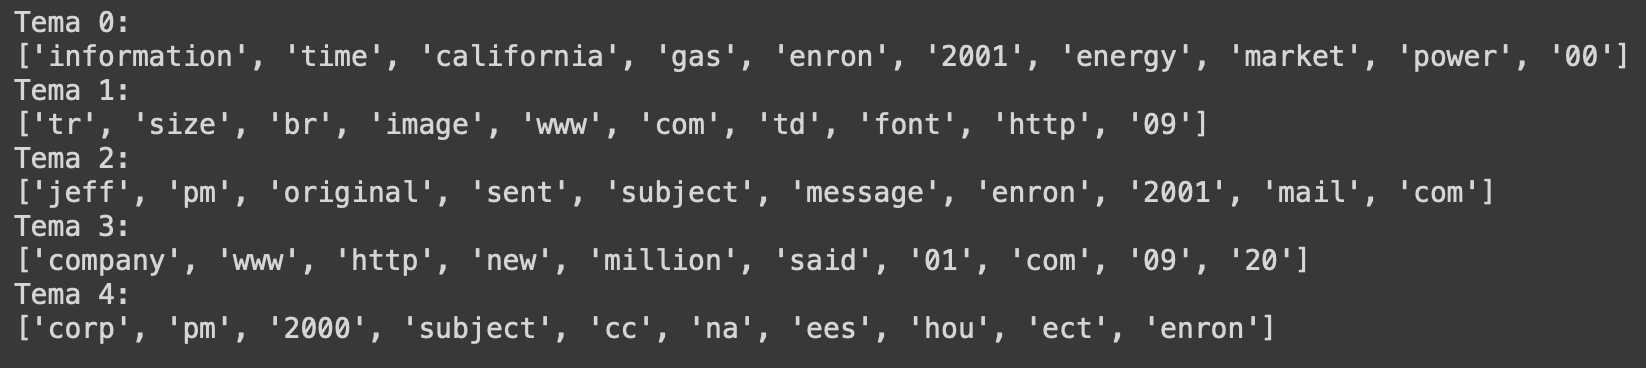 Tema 0:
['information', 'time', 'california', 'gas', 'enron', '2001', 'energy', 'market', 'power', '00']
Tema 1:
['tr', 'size', 'br', 'image', 'www', 'com', 'td', 'font', 'http', '09']
Tema 2:
['jeff', 'pm', 'original', 'sent', 'subject', 'message', 'enron', '2001', 'mail', 'com']
Tema 3:
['company', 'www', 'http', 'new', 'million', 'said', '01', 'com', '09', '20']
Tema 4:
['corp', 'pm', '2000', 'subject', 'cc', 'na', 'ees', 'hou', 'ect', 'enron']